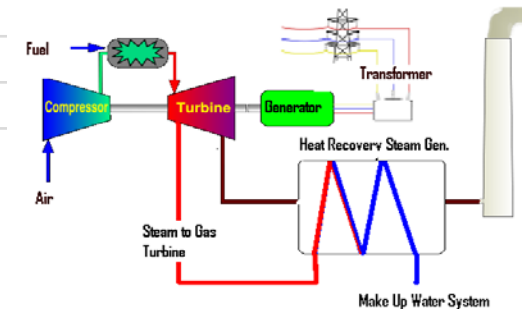 Fuel
Transformer
Compressor
Turbine
Generator
Heat Recovery Steam Gen.
Air
Steam to Gas
Turbine
Make Up Water System